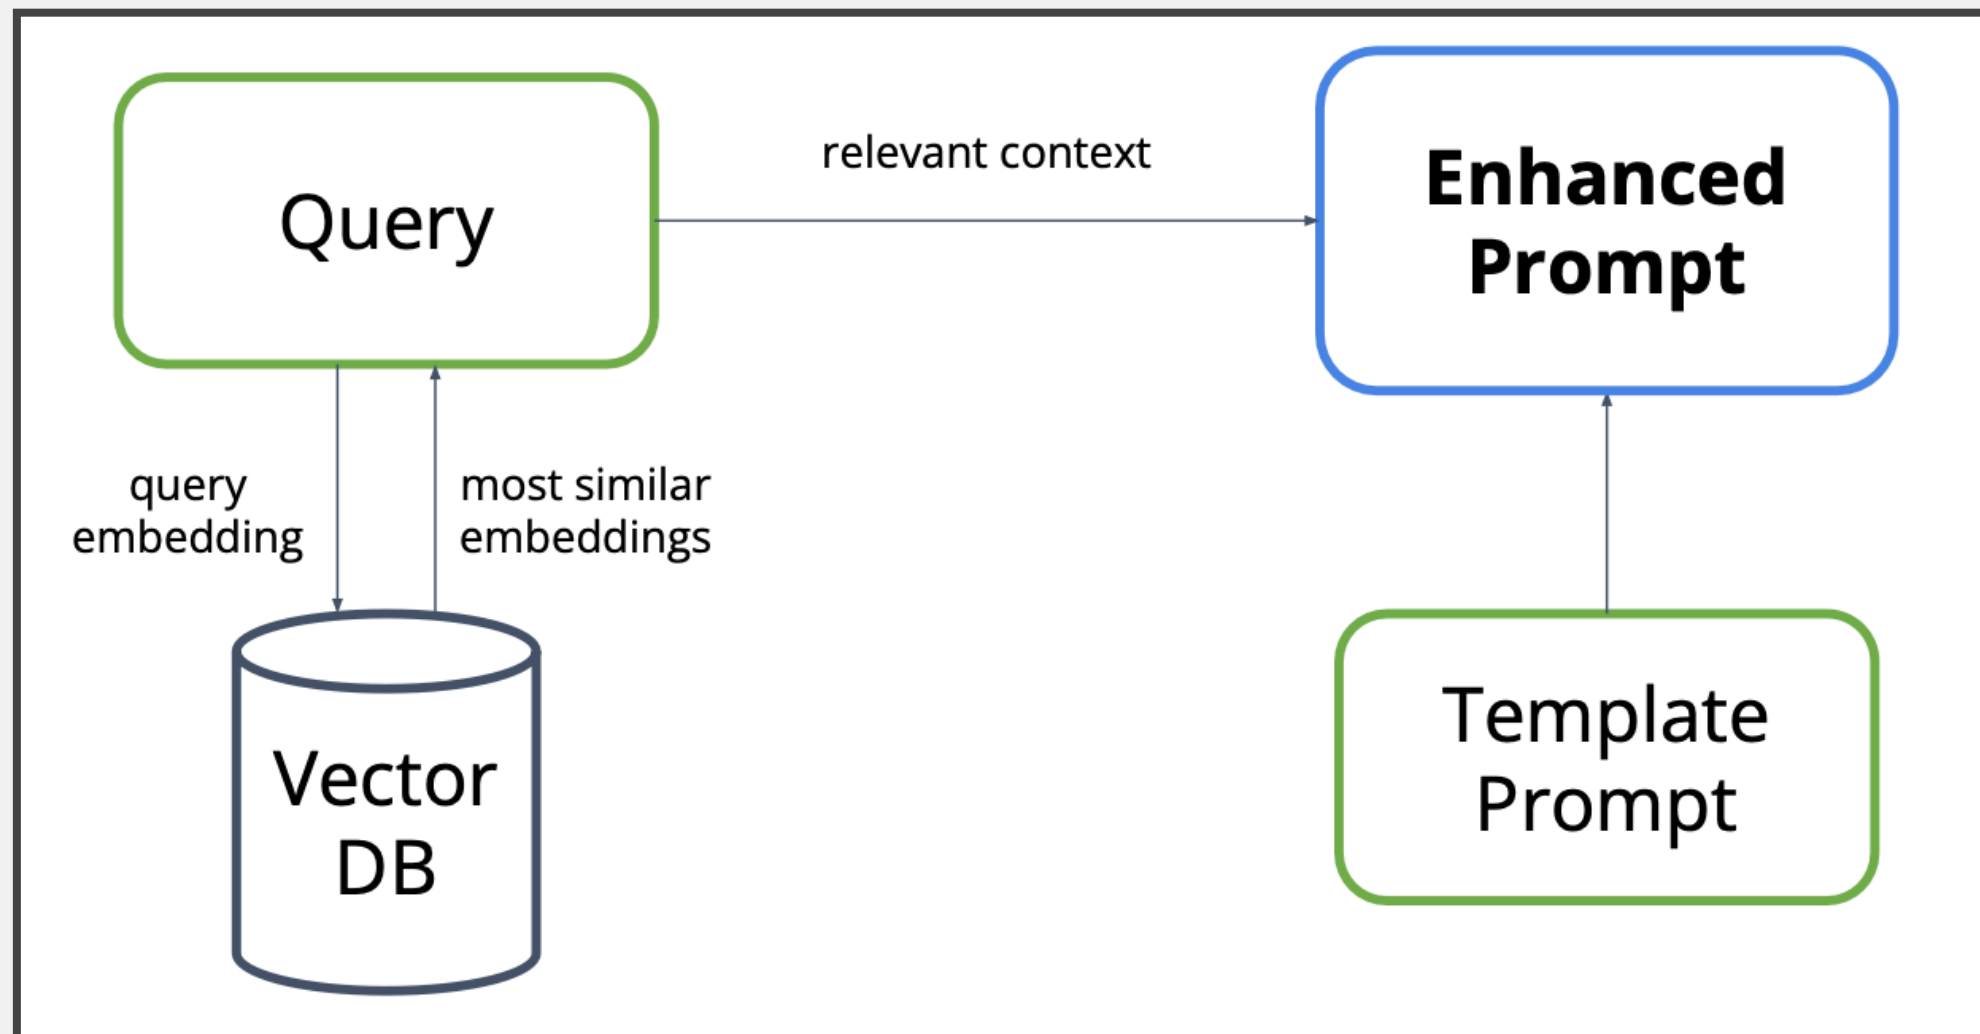 Query
relevant context
Enhanced
Prompt
query
embedding
most similar
embeddings
Vector
DB
Template
Prompt